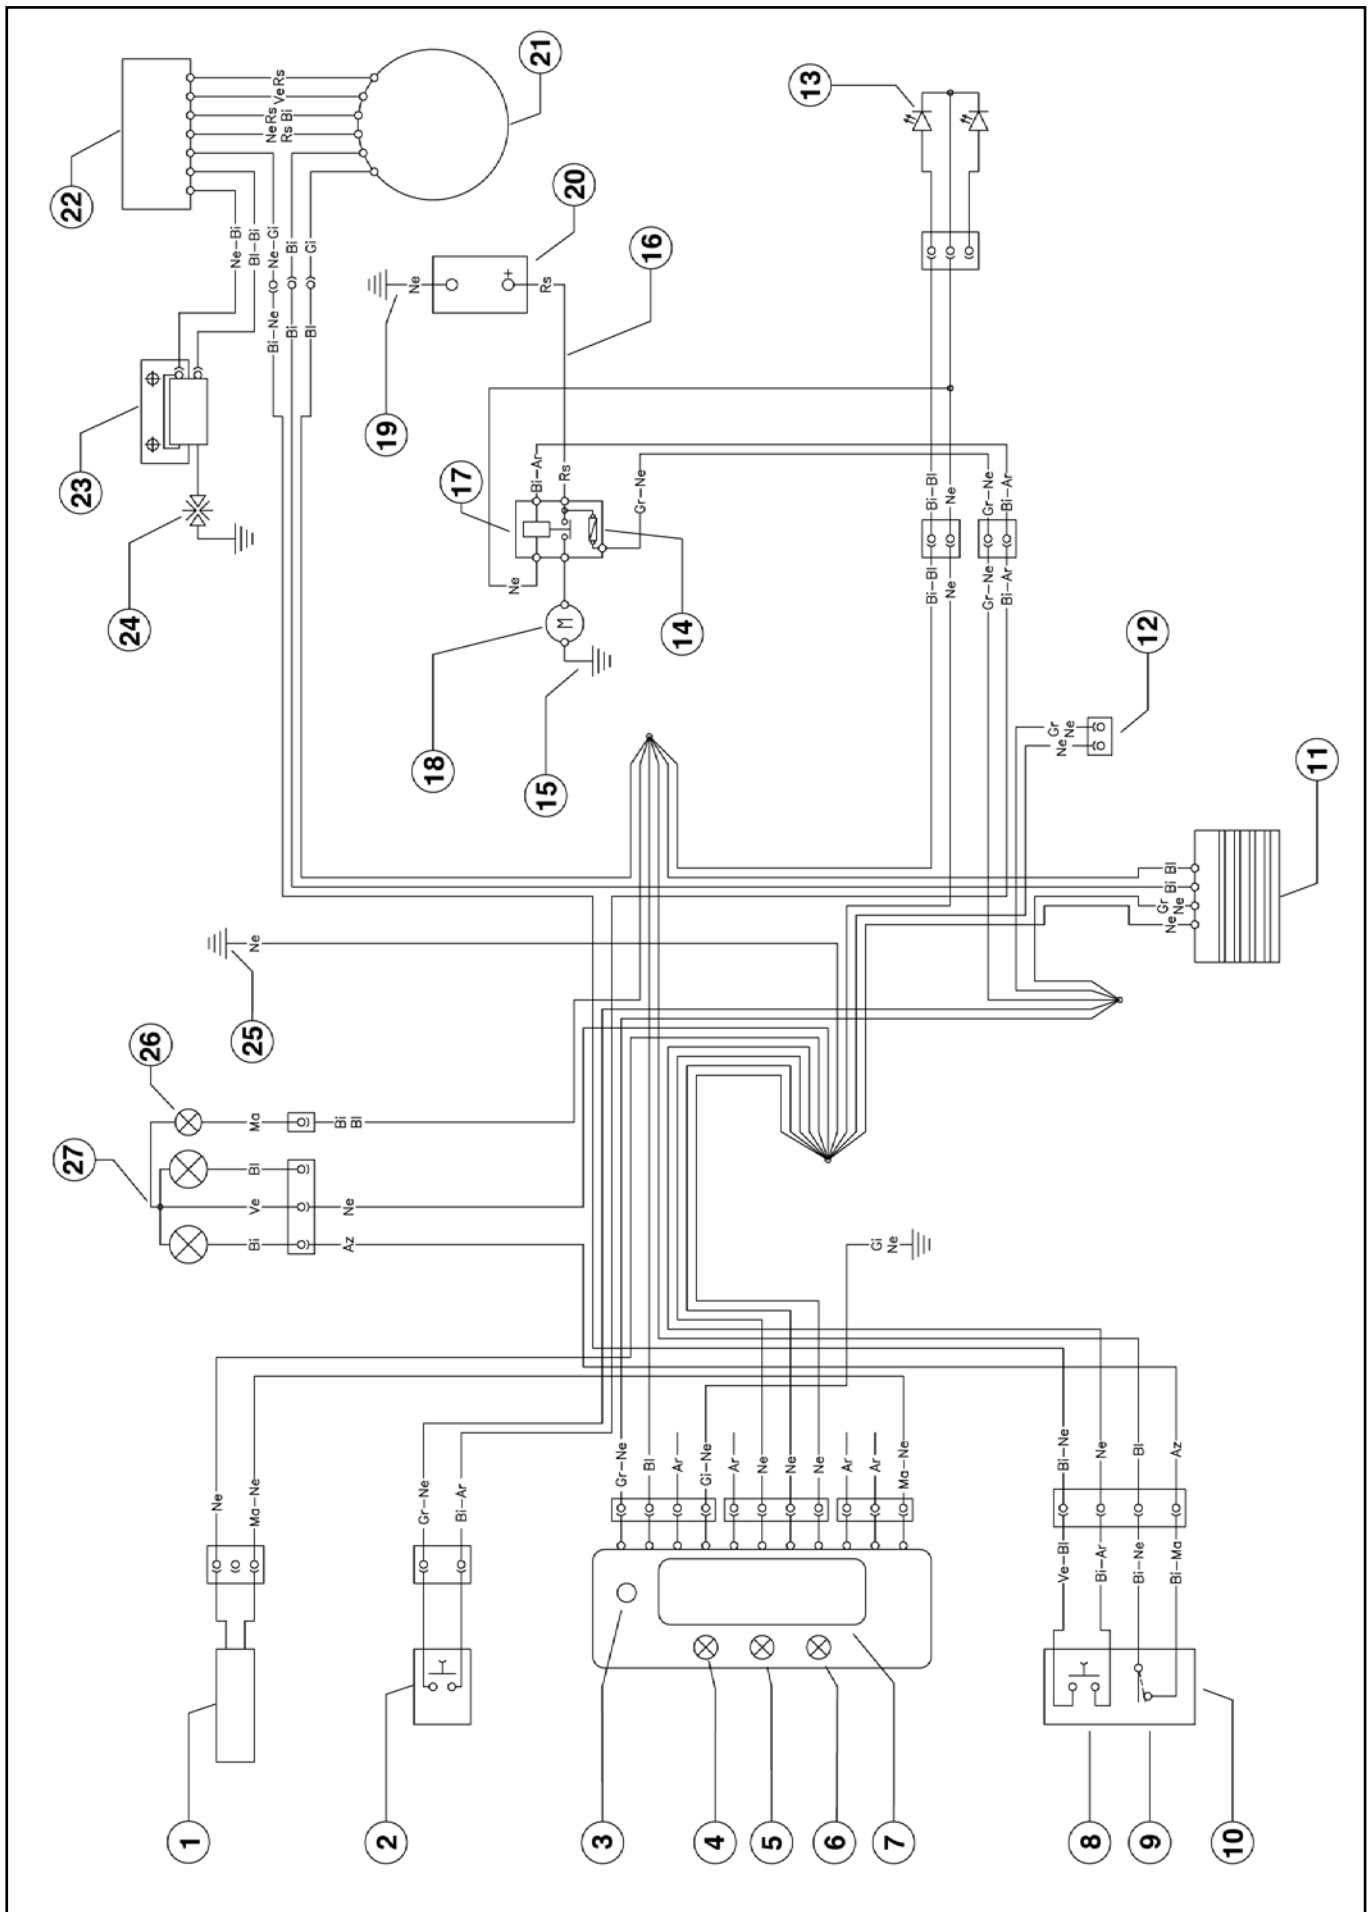 22
21
VeRs
NeRs Bi
Rs
13
20
16
Ne-Bi
Bl-Bi
Ne-Gi
Bi
Gi
Bi-Ne
Bi
Bl
Ne
+
Rs
23
24
19
17
Bi-Ar
Rs
Gr-Ne
Ne
M
14
18
15
Bi-Bl
Ne
Gr-Ne
Bi-Ar
Bi-Bl
Ne
Gr-Ne
Bi-Ar
12
Gr
Ne
Ne
11
Bl
Bi
Gr
Ne
Ne
Ne
25
26
27
Ma
Bi
Bl
Bl
Ve
Ne
Bi
Az
Gi
Ne
Ne
Ma-Ne
1
Gr-Ne
Bi-Ar
2
Gr-Ne
Bl
Ar
Gi-Ne
Ar
Ne
Ne
Ne
Ar
Ar
Ma-Ne
3
4
5
6
7
Bi-Ne
Ne
Bl
Az
Ve-Bl
Bi-Ar
Bi-Ne
Bi-Ma
8
9
10